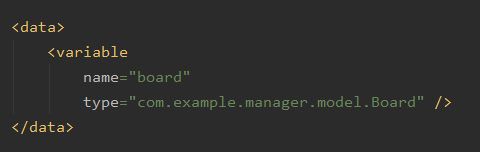 <data>
<variable
name="board"
type="com.example.manager.model.Board" />
</data>